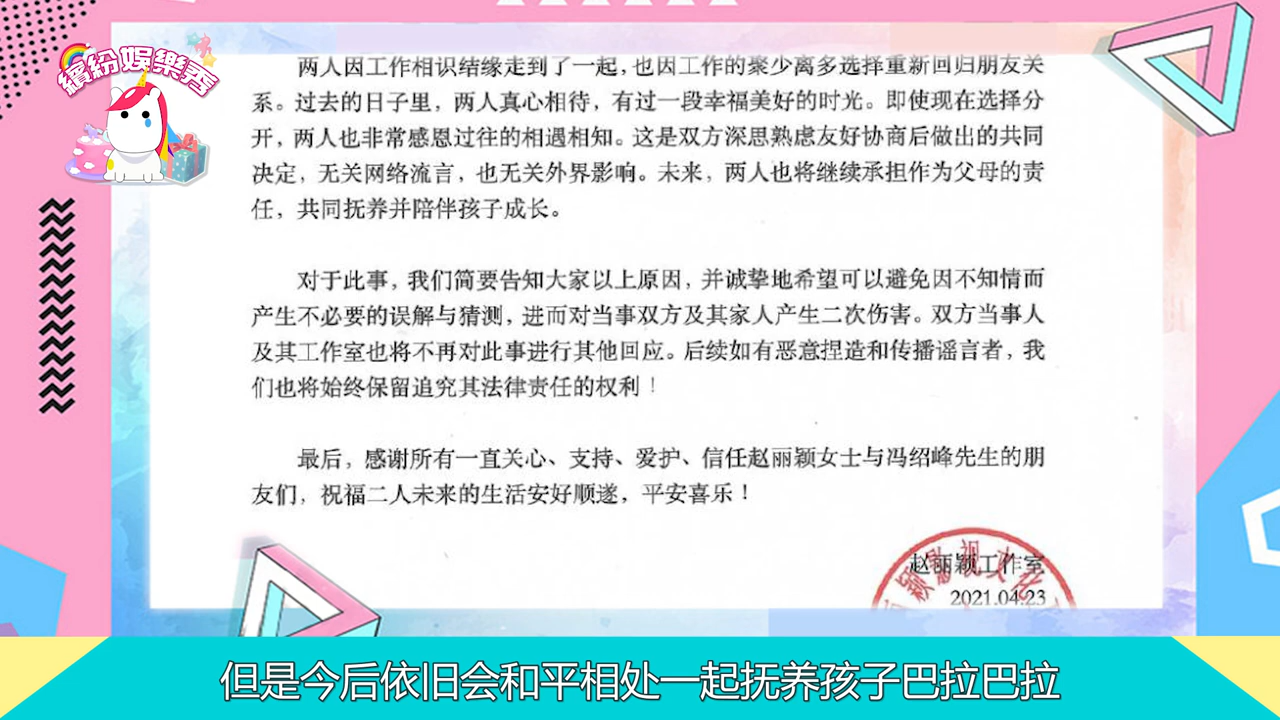 缤纷娱樂秀
两人因工作相识结缘走到了一起，也因工作的聚少离多选择重新回归朋友关
系。过去的日子里，两人真心相待，有过一段幸福美好的时光。即使现在选择分
开，两人也非常感恩过往的相遇相知。这是双方深思熟虑友好协商后做出的共同
决定，无关网络流言，也无关外界影响。未来，两人也将继续承担作为父母的责
任，共同抚养并陪伴孩子成长。
对于此事，我们简要告知大家以上原因，并诚挚地希望可以避免因不知情而
产生不必要的误解与猜测，进而对当事双方及其家人产生二次伤害。双方当事人
及其工作室也将不再对此事进行其他回应。后续如有恶意捏造和传播谣言者，我
们也将始终保留追究其法律责任的权利！
最后，感谢所有一直关心、支持、爱护、信任赵丽颖女士与冯绍峰先生的朋
友们，祝福二人未来的生活安好顺遂，平安喜乐！
赵丽颖工作室
2021.04.23
但是今后依旧会和平相处一起抚养孩子巴拉巴拉